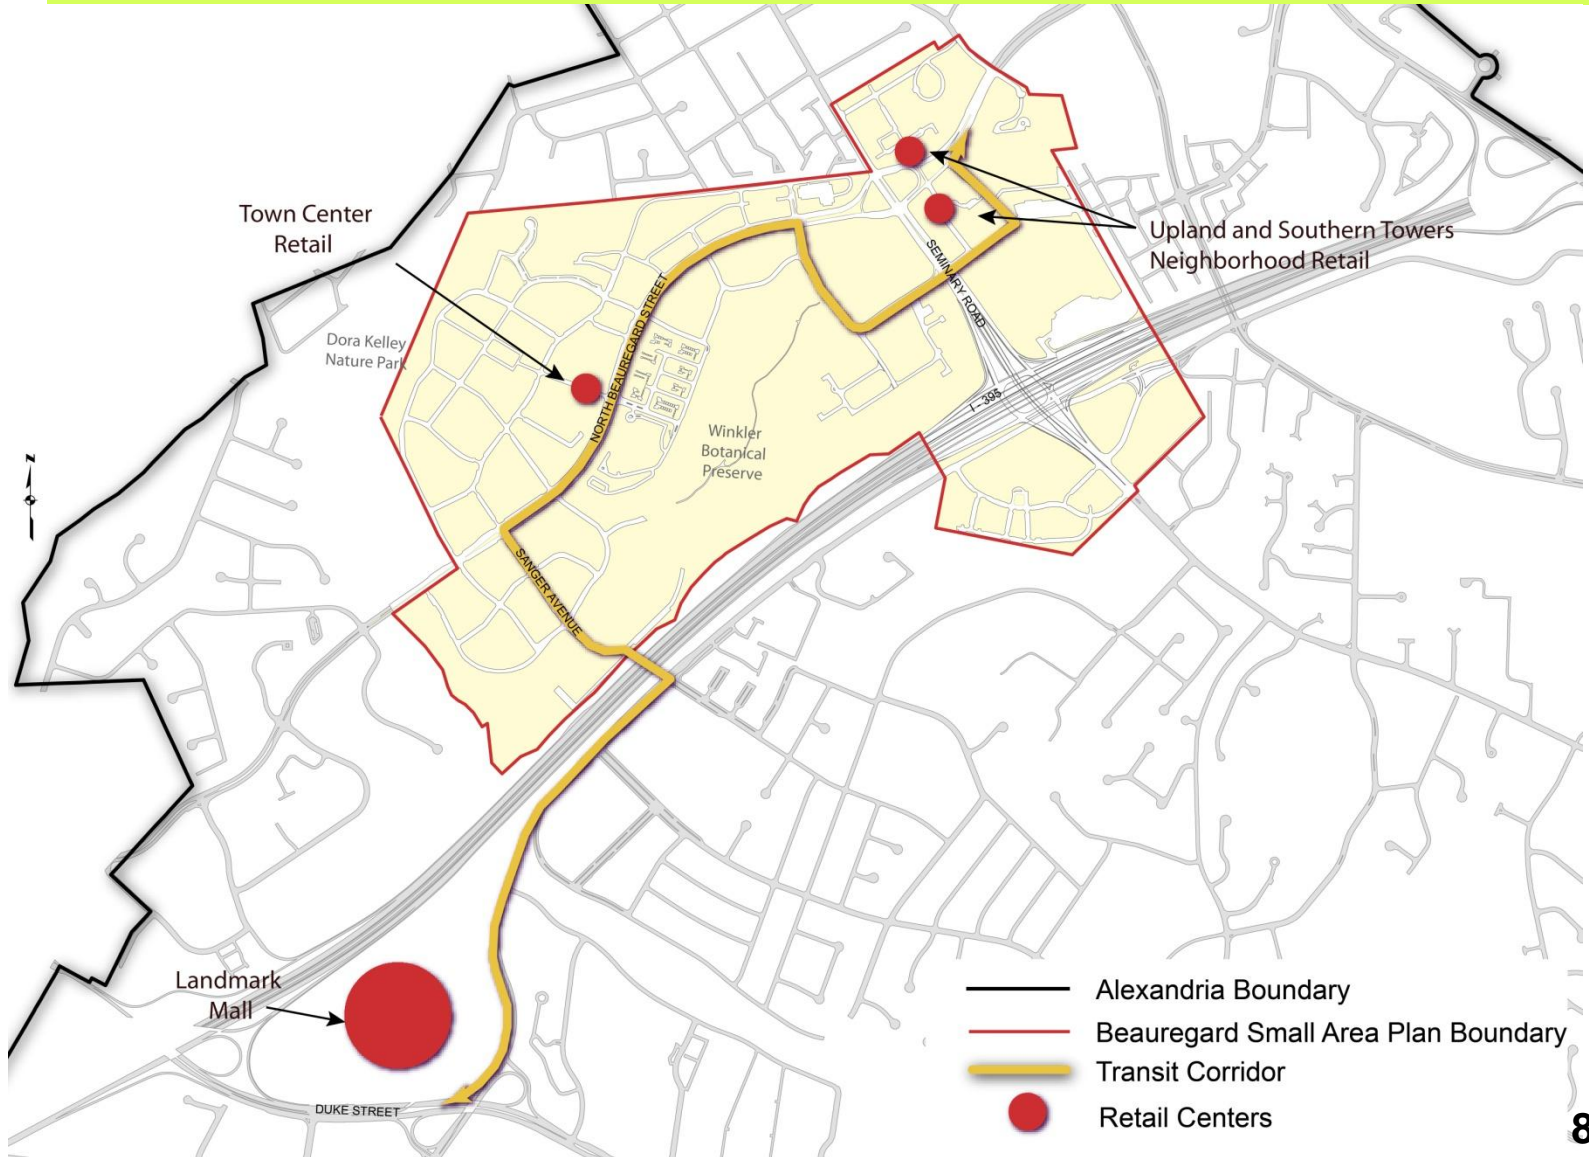 Town Center
Retail
Upland and Southern Towers
Neighborhood Retail
SEMINARY ROAD
NORTH BEAUREGARD STREET
Dora Kelley
Nature Park
I-395
Winkler
Botanical
Preserve
N
SANGER AVENUE
Landmark
Mall
DUKE STREET
Alexandria Boundary
Beauregard Small Area Plan Boundary
Transit Corridor
Retail Centers
8